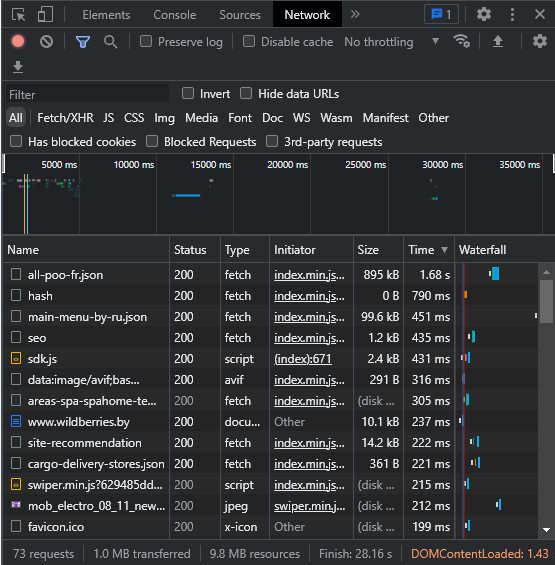 Elements Console Sources Network 1
Preserve log Disable cache No throttling
Filter Invert Hide data URLs
All Fetch/XHR JS CSS Img Media Font Doc WS Wasm Manifest Other
Has blocked cookies Blocked Requests 3rd-party requests
5000 ms 10000 ms 15000 ms 20000 ms 25000 ms 30000 ms 35000 ms
Name Status Type Initiator Size Time Waterfall
all-poo-fr.json 200 fetch index.min.js... 895 kB 1.68 s
hash 200 fetch index.min.js... 0 B 790 ms
main-menu-by-ru.json 200 fetch index.min.js... 99.6 kB 451 ms
seo 200 fetch index.min.js... 1.2 kB 435 ms
sdk.js 200 script (index):671 2.4 kB 431 ms
data:image/avif;bas... 200 avif index.min.js... 291 B 316 ms
areas-spa-spahome-te... 200 fetch index.min.js... (disk ... 305 ms
www.wildberries.by 200 docu... Other 10.1 kB 237 ms
site-recommendation 200 fetch index.min.js... 14.2 kB 222 ms
cargo-delivery-stores.json 200 fetch index.min.js... 361 B 221 ms
swiper.min.js?629485dd... 200 script index.min.js... (disk ... 215 ms
mob_electro_08_11_new... 200 jpeg swiper.min.j... (disk ... 212 ms
favicon.ico 200 x-icon Other (disk ... 199 ms
73 requests 1.0 MB transferred 9.8 MB resources Finish: 28.16 s DOMContentLoaded: 1.43